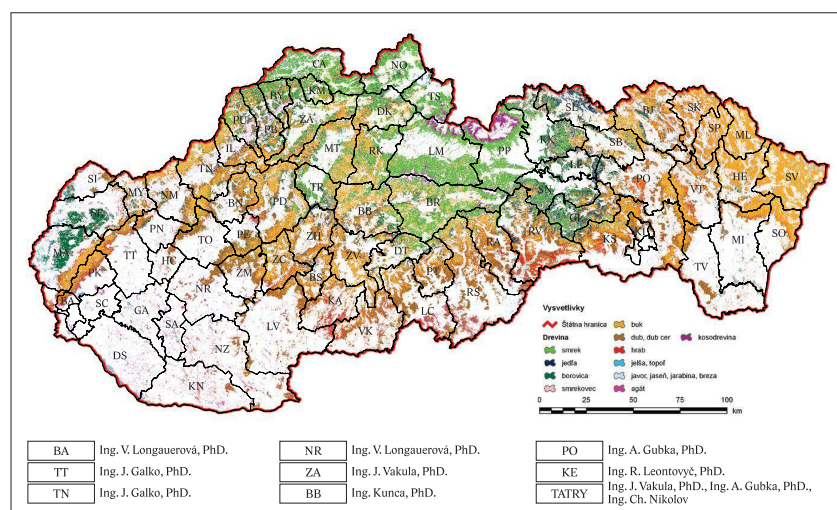 CA
NO
BY
KM
TS
PU
PB
ZA
DK
SL
BJ
SK
IL
MT
RK
LM
PP
SB
SP
ML
TN
TR
PO
HE
SV
SI
MY
NM
BN
PD
BB
BR
SN
VT
PN
TO
PE
ZH
RV
KS
SO
MA
PK
TT
HC
ZM
ZC
ZV
DT
RA
MI
TV
NR
BS
PT
RS
SC
GA
SA
LV
KA
LC
VK
DS
NZ
KN
Vysvetlivky
Štátna hranica
buk
Drevina
dub, dub cer
kosodrevina
smrek
hrab
jedľa
jelša, topoľ
borovica
javor, jaseň, jarabina, breza
smrekovec
agát
0 25 50 75 100
km
BA Ing. V. Longauerová, PhD.
NR Ing. V. Longauerová, PhD.
PO Ing. A. Gubka, PhD.
TT Ing. J. Galko, PhD.
ZA Ing. J. Vakula, PhD.
KE Ing. R. Leontovyč, PhD.
TN Ing. J. Galko, PhD.
BB Ing. Kunca, PhD.
TATRY Ing. J. Vakula, PhD., Ing. A. Gubka, PhD.,
Ing. Ch. Nikolov